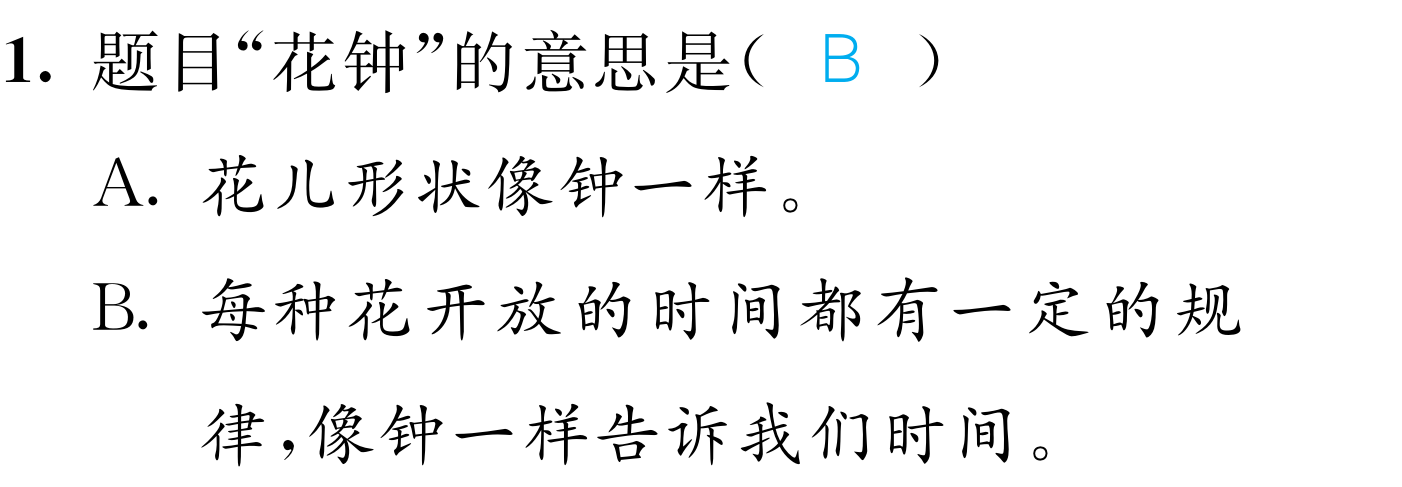 1. 题目“花钟”的意思是( B )
A. 花儿形状像钟一样。
B. 每种花开放的时间都有一定的规
律,像钟一样告诉我们时间。